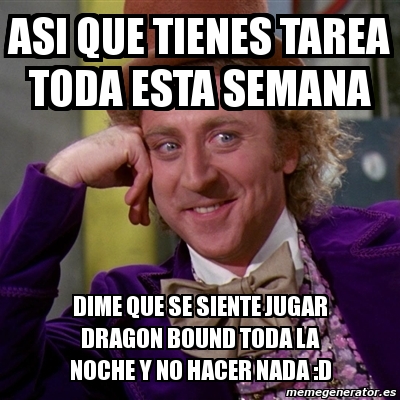 ASI QUE TIENES TAREA
TODA ESTA SEMANA
DIME QUE SE SIENTE JUGAR
DRAGON BOUND TODA LA
NOCHE Y NO HACER NADA :D
memegenerator.es